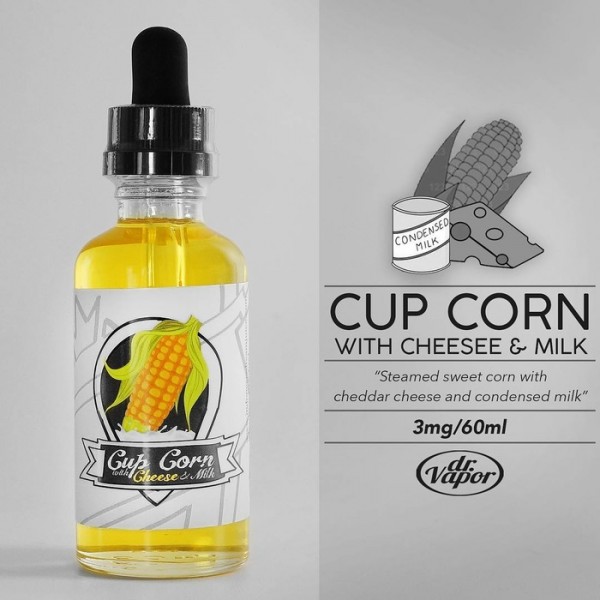 Cup Corn
with Cheese & Milk
CONDENSED
MILK
CUP CORN
WITH CHEESEE & MILK
"Steamed sweet corn with
cheddar cheese and condensed milk"
3mg/60ml
dr.
Vapor